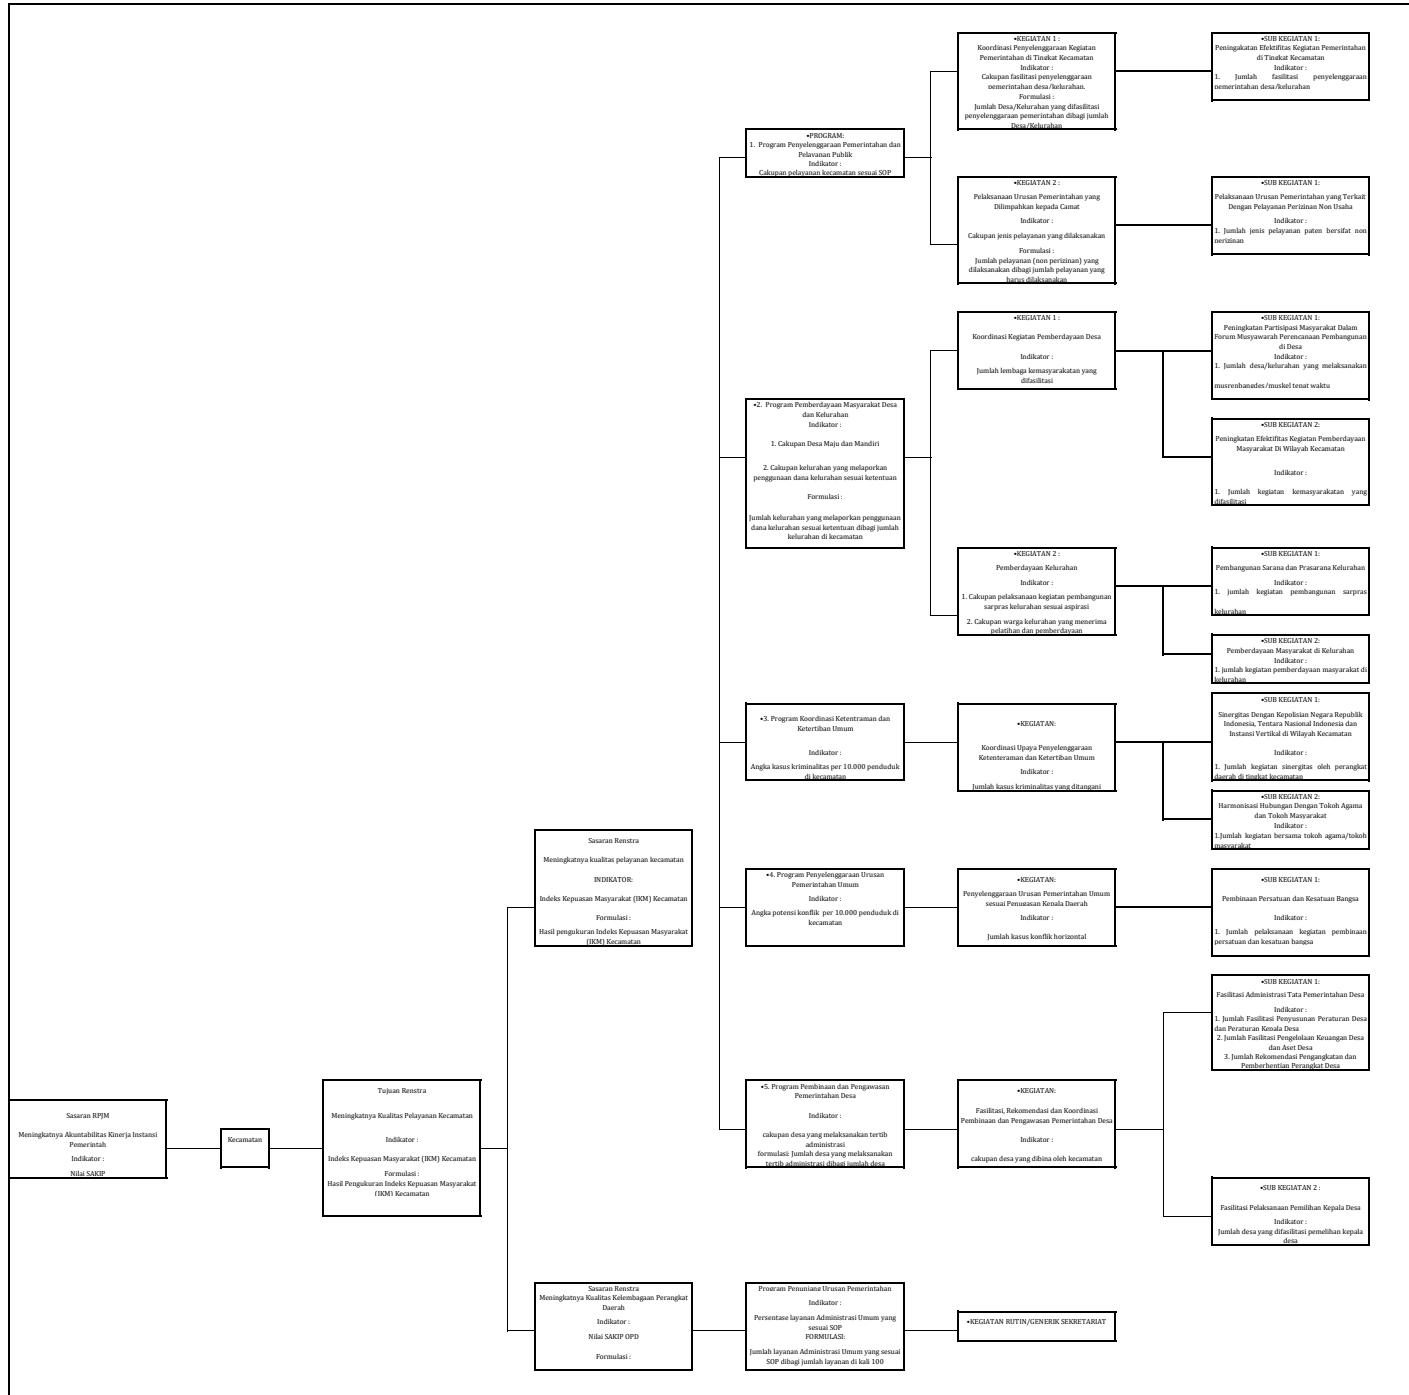 Sasaran RPJM
Meningkatnya Akuntabilitas Kinerja Instansi
Pemerintah
Indikator :
Nilai SAKIP
Kecamatan
Tujuan Renstra
Meningkatnya Kualitas Pelayanan Kecamatan
Indikator :
Indeks Kepuasan Masyarakat (IKM) Kecamatan
Formulasi :
Hasil Pengukuran Indeks Kepuasan Masyarakat
(IKM) Kecamatan
Sasaran Renstra
Meningkatnya kualitas pelayanan kecamatan
INDIKATOR:
Indeks Kepuasan Masyarakat (IKM) Kecamatan
Formulasi :
Hasil pengukuran Indeks Kepuasan Masyarakat
(IKM) Kecamatan
•PROGRAM:
1. Program Penyelenggaraan Pemerintahan dan
Pelayanan Publik
Indikator :
Cakupan pelayanan kecamatan sesuai SOP
•KEGIATAN 1 :
Koordinasi Penyelenggaraan Kegiatan
Pemerintahan di Tingkat Kecamatan
Indikator :
Cakupan fasilitasi penyelenggaraan
pemerintahan desa/kelurahan.
Formulasi :
Jumlah Desa/Kelurahan yang difasilitasi
penyelenggaraan pemerintahan dibagi jumlah
Desa/Kelurahan
•SUB KEGIATAN 1:
Peningakatan Efektifitas Kegiatan Pemerintahan
di Tingkat Kecamatan
Indikator :
1. Jumlah fasilitasi penyelenggaraan
pemerintahan desa/kelurahan
•KEGIATAN 2 :
Pelaksanaan Urusan Pemerintahan yang
Dilimpahkan kepada Camat
Indikator :
Cakupan jenis pelayanan yang dilaksanakan
Formulasi :
Jumlah pelayanan (non perizinan) yang
dilaksanakan dibagi jumlah pelayanan yang
harus dilaksanakan
•SUB KEGIATAN 1:
Pelaksanaan Urusan Pemerintahan yang Terkait
Dengan Pelayanan Perizinan Non Usaha
Indikator :
1. Jumlah jenis pelayanan paten bersifat non
perizinan
•2. Program Pemberdayaan Masyarakat Desa
dan Kelurahan
Indikator :
1. Cakupan Desa Maju dan Mandiri
2. Cakupan kelurahan yang melaporkan
penggunaan dana kelurahan sesuai ketentuan
Formulasi :
Jumlah kelurahan yang melaporkan penggunaan
dana kelurahan sesuai ketentuan dibagi jumlah
kelurahan di kecamatan
•KEGIATAN 1 :
Koordinasi Kegiatan Pemberdayaan Desa
Indikator :
Jumlah lembaga kemasyarakatan yang
difasilitasi
•SUB KEGIATAN 1:
Peningkatan Partisipasi Masyarakat Dalam
Forum Musyawarah Perencanaan Pembangunan
di Desa
Indikator :
1. Jumlah desa/kelurahan yang melaksanakan
musrenbangdes/muskel tepat waktu
•SUB KEGIATAN 2:
Peningkatan Efektifitas Kegiatan Pemberdayaan
Masyarakat Di Wilayah Kecamatan
Indikator :
1. Jumlah kegiatan kemasyarakatan yang
difasilitasi
•KEGIATAN 2 :
Pemberdayaan Kelurahan
Indikator :
1. Cakupan pelaksanaan kegiatan pembangunan
sarpras kelurahan sesuai aspirasi
2. Cakupan warga kelurahan yang menerima
pelatihan dan pemberdayaan
•SUB KEGIATAN 1:
Pembangunan Sarana dan Prasarana Kelurahan
Indikator :
1. jumlah kegiatan pembangunan sarpras
kelurahan
•SUB KEGIATAN 2:
Pemberdayaan Masyarakat di Kelurahan
Indikator :
1. jumlah kegiatan pemberdayaan masyarakat di
kelurahan
•3. Program Koordinasi Ketentraman dan
Ketertiban Umum
Indikator :
Angka kasus kriminalitas per 10.000 penduduk
di kecamatan
•KEGIATAN:
Koordinasi Upaya Penyelenggaraan
Ketenteraman dan Ketertiban Umum
Indikator :
Jumlah kasus kriminalitas yang ditangani
•SUB KEGIATAN 1:
Sinergitas Dengan Kepolisian Negara Republik
Indonesia, Tentara Nasional Indonesia dan
Instansi Vertikal di Wilayah Kecamatan
Indikator :
1. Jumlah kegiatan sinergitas oleh perangkat
daerah di tingkat kecamatan
•SUB KEGIATAN 2:
Harmonisasi Hubungan Dengan Tokoh Agama
dan Tokoh Masyarakat
Indikator :
1.Jumlah kegiatan bersama tokoh agama/tokoh
masyarakat
•4. Program Penyelenggaraan Urusan
Pemerintahan Umum
Indikator :
Angka potensi konflik per 10.000 penduduk di
kecamatan
•KEGIATAN:
Penyelenggaraan Urusan Pemerintahan Umum
sesuai Penugasan Kepala Daerah
Indikator :
Jumlah kasus konflik horizontal
•SUB KEGIATAN 1:
Pembinaan Persatuan dan Kesatuan Bangsa
Indikator :
1. Jumlah pelaksanaan kegiatan pembinaan
persatuan dan kesatuan bangsa
•5. Program Pembinaan dan Pengawasan
Pemerintahan Desa
Indikator :
cakupan desa yang melaksanakan tertib
administrasi
formulasi: Jumlah desa yang melaksanakan
tertib administrasi dibagi jumlah desa
•KEGIATAN:
Fasilitasi, Rekomendasi dan Koordinasi
Pembinaan dan Pengawasan Pemerintahan Desa
Indikator :
cakupan desa yang dibina oleh kecamatan
•SUB KEGIATAN 1:
Fasilitasi Administrasi Tata Pemerintahan Desa
Indikator :
1. Jumlah Fasilitasi Penyusunan Peraturan Desa
dan Peraturan Kepala Desa
2. Jumlah Fasilitasi Pengelolaan Keuangan Desa
dan Aset Desa
3. Jumlah Rekomendasi Pengangkatan dan
Pemberhentian Perangkat Desa
•SUB KEGIATAN 2 :
Fasilitasi Pelaksanaan Pemilihan Kepala Desa
Indikator :
Jumlah desa yang difasilitasi pemelihan kepala
desa
Sasaran Renstra
Meningkatnya Kualitas Kelembagaan Perangkat
Daerah
Indikator :
Nilai SAKIP OPD
Formulasi :
Program Penunjang Urusan Pemerintahan
Indikator :
Persentase layanan Administrasi Umum yang
sesuai SOP
FORMULASI:
Jumlah layanan Administrasi Umum yang sesuai
SOP dibagi jumlah layanan di kali 100
•KEGIATAN RUTIN/GENERIK SEKRETARIAT